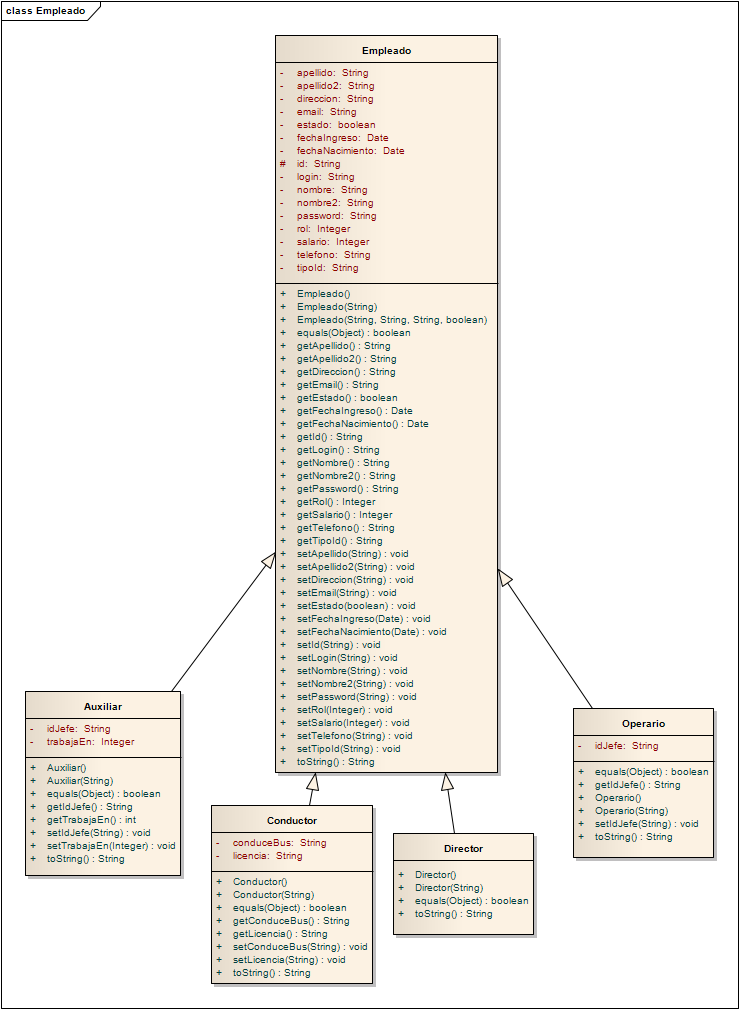 class Empleado
Empleado
- apellido: String
- apellido2: String
- direccion: String
- email: String
- estado: boolean
- fechaIngreso: Date
- fechaNacimiento: Date
# id: String
- login: String
- nombre: String
- nombre2: String
- password: String
- rol: Integer
- salario: Integer
- telefono: String
- tipoId: String
+ Empleado()
+ Empleado(String)
+ Empleado(String, String, String, boolean)
+ equals(Object) : boolean
+ getApellido() : String
+ getApellido2() : String
+ getDireccion() : String
+ getEmail() : String
+ getEstado() : boolean
+ getFechaIngreso() : Date
+ getFechaNacimiento() : Date
+ getId() : String
+ getLogin() : String
+ getNombre() : String
+ getNombre2() : String
+ getPassword() : String
+ getRol() : Integer
+ getSalario() : Integer
+ getTelefono() : String
+ getTipoId() : String
+ setApellido(String) : void
+ setApellido2(String) : void
+ setDireccion(String) : void
+ setEmail(String) : void
+ setEstado(boolean) : void
+ setFechaIngreso(Date) : void
+ setFechaNacimiento(Date) : void
+ setId(String) : void
+ setLogin(String) : void
+ setNombre(String) : void
+ setNombre2(String) : void
+ setPassword(String) : void
+ setRol(Integer) : void
+ setSalario(Integer) : void
+ setTelefono(String) : void
+ setTipoId(String) : void
+ toString() : String
Auxiliar
- idJefe: String
- trabajaEn: Integer
+ Auxiliar()
+ Auxiliar(String)
+ equals(Object) : boolean
+ getIdJefe() : String
+ getTrabajaEn() : int
+ setIdJefe(String) : void
+ setTrabajaEn(Integer) : void
+ toString() : String
Conductor
- conduceBus: String
- licencia: String
+ Conductor()
+ Conductor(String)
+ equals(Object) : boolean
+ getConduceBus() : String
+ getLicencia() : String
+ setConduceBus(String) : void
+ setLicencia(String) : void
+ toString() : String
Director
+ Director()
+ Director(String)
+ equals(Object) : boolean
+ toString() : String
Operario
- idJefe: String
+ equals(Object) : boolean
+ getIdJefe() : String
+ Operario()
+ Operario(String)
+ setIdJefe(String) : void
+ toString() : String